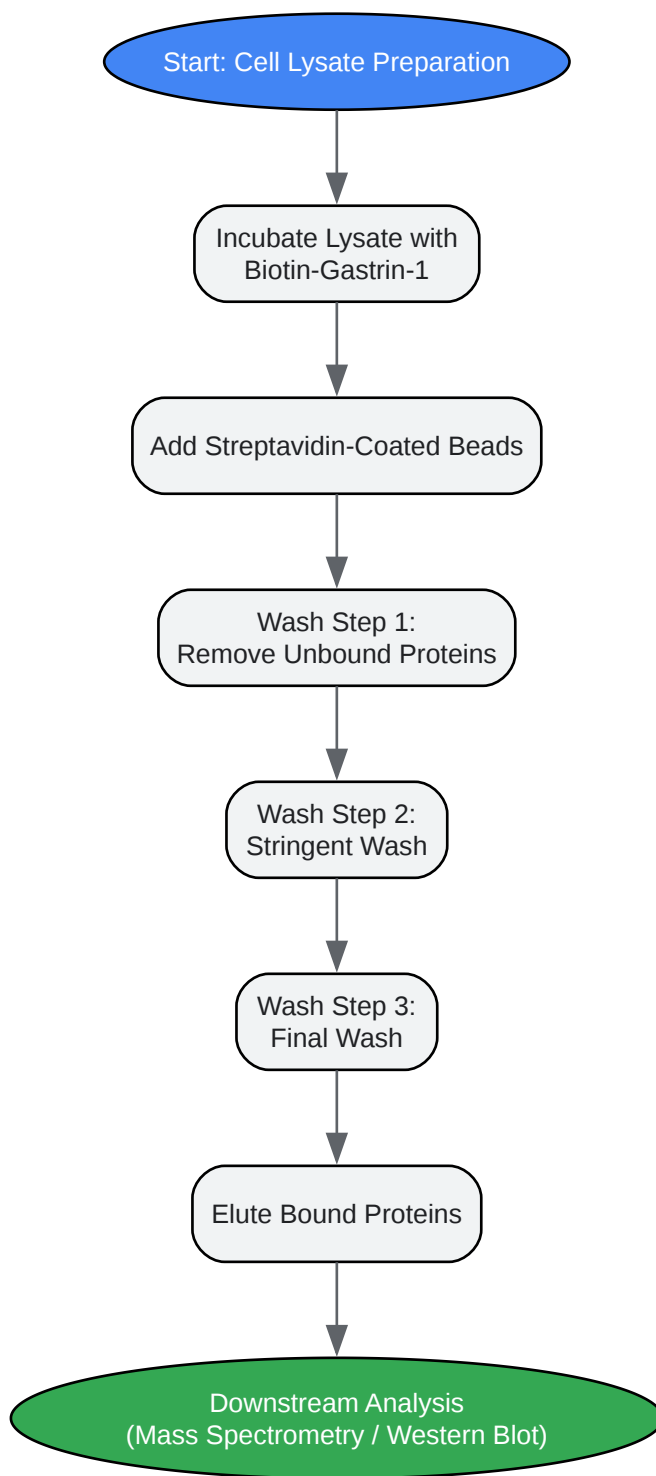 Start: Cell Lysate Preparation
Incubate Lysate with
Biotin-Gastrin-1
Add Streptavidin-Coated Beads
Wash Step 1:
Remove Unbound Proteins
Wash Step 2:
Stringent Wash
Wash Step 3:
Final Wash
Elute Bound Proteins
Downstream Analysis
(Mass Spectrometry / Western Blot)